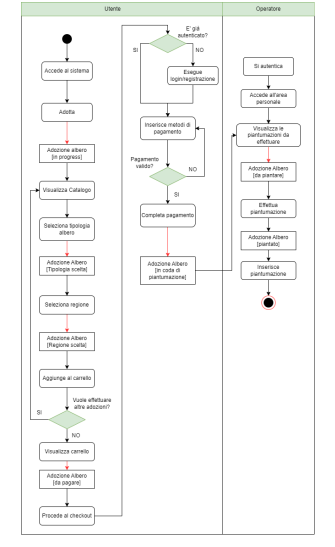 Utente
Operatore
Accede al sistema
Adotta
Adozione albero
[in progress]
Visualizza Catalogo
Seleziona tipologia
albero
Adozione Albero
[Tipologia scelta]
Seleziona regione
Adozione Albero
[Regione scelta]
Aggiunge al carrello
Vuole effettuare
altre adozioni?
SI
NO
Visualizza carrello
Adozione Albero
[da pagare]
Procede al checkout
E' già
autenticato?
SI
NO
Esegue
login/registrazione
Inserisce metodi di
pagamento
Pagamento
valido?
NO
SI
Completa pagamento
Adozione Albero
[in coda di
piantumazione]
Si autentica
Accede all'area
personale
Visualizza le
piantumazioni da
effettuare
Adozione Albero
[da piantare]
Effettua
piantumazione
Adozione Albero
[piantato]
Inserisce
piantumazione